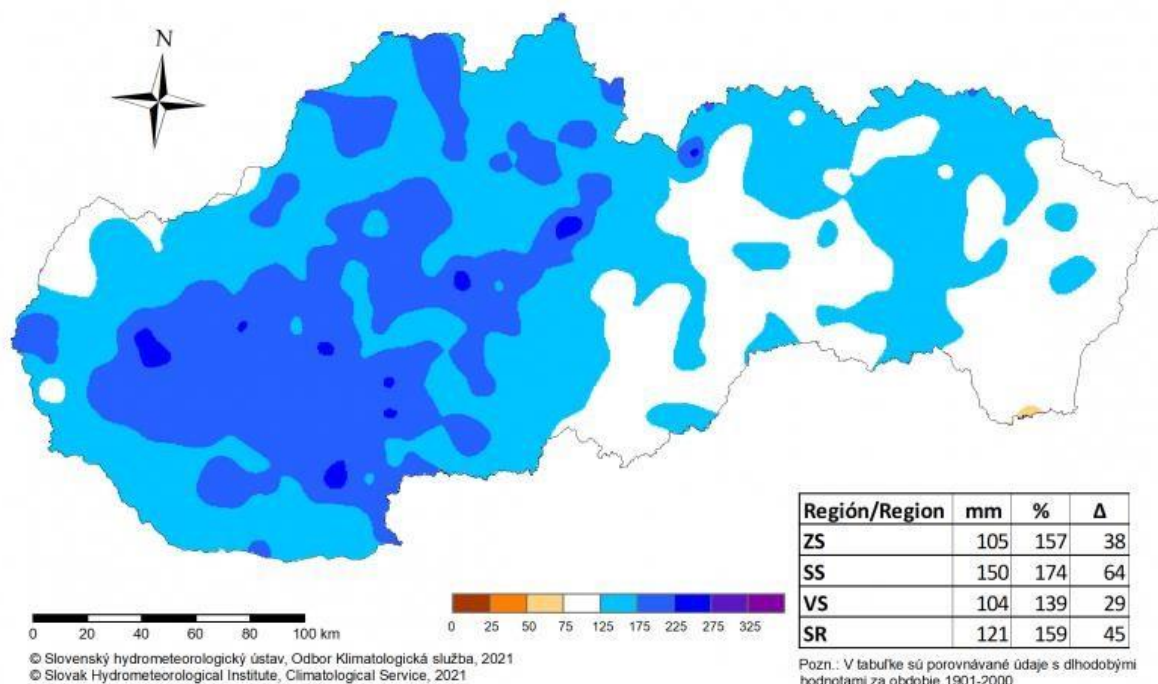 N
Región/Region mm % Δ
ZS 105 157 38
SS 150 174 64
VS 104 139 29
SR 121 159 45
0 20 40 60 80 100 km
0 25 50 75 125 175 225 275 325
© Slovenský hydrometeorologický ústav, Odbor Klimatologická služba, 2021
© Slovak Hydrometeorological Institute, Climatological Service, 2021
Pozn.: V tabuľke sú porovnávané údaje s dlhodobými
hodnotami za obdobie 1901-2000